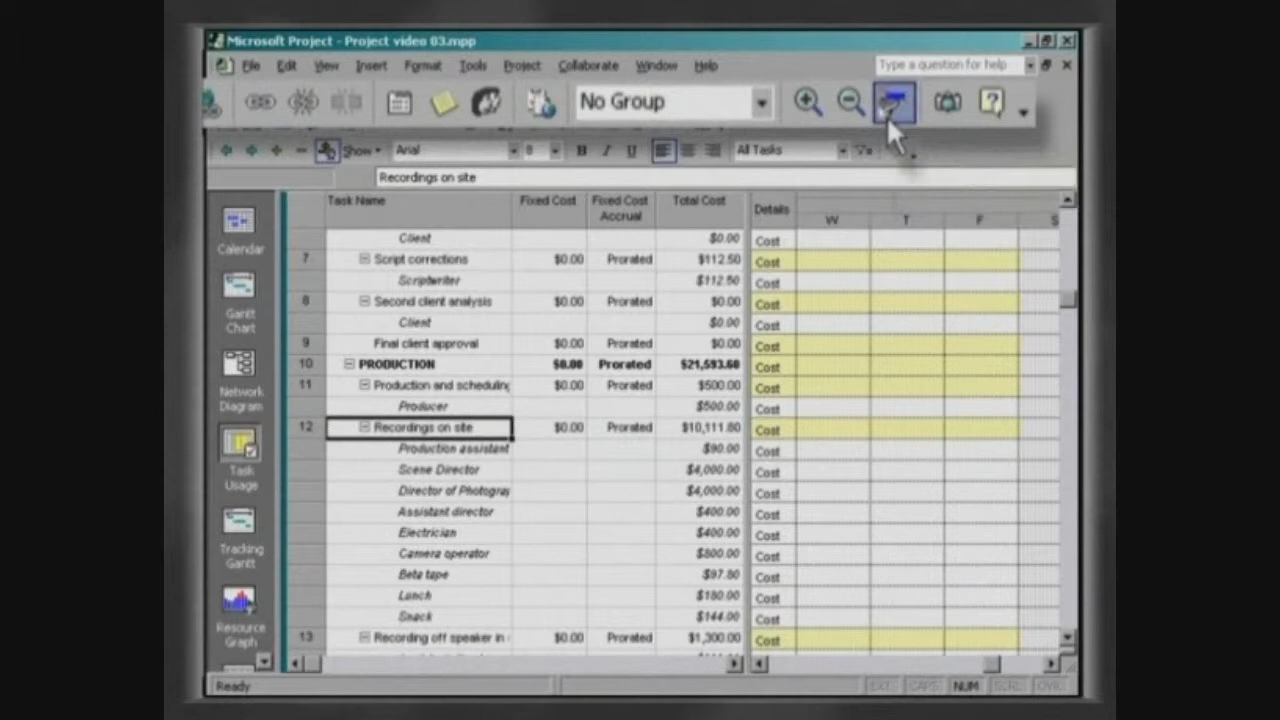 Microsoft Project - Project video 03.mpp
File Edit View Insert Format Tools Project Collaborate Window Help Type a question for help
No Group
Show Arial 8 B I U All Tasks
Recordings on site
Task Name Fixed Cost Fixed Cost Accrual Total Cost Details W T F S
Client $0.00 Cost
7 Script corrections $0.00 Prorated $112.50 Cost
Scriptwriter $112.50 Cost
8 Second client analysis $0.00 Prorated $0.00 Cost
Client $0.00 Cost
9 Final client approval $0.00 Prorated $0.00 Cost
10 PRODUCTION $0.00 Prorated $21,593.60 Cost
11 Production and scheduling $0.00 Prorated $500.00 Cost
Producer $500.00 Cost
12 Recordings on site $0.00 Prorated $10,111.80 Cost
Production assistant $90.00 Cost
Scene Director $4,000.00 Cost
Director of Photograp $4,000.00 Cost
Assistant director $400.00 Cost
Electrician $400.00 Cost
Camera operator $800.00 Cost
Beta tape $97.80 Cost
Lunch $180.00 Cost
Snack $144.00 Cost
13 Recording off speaker in $0.00 Prorated $1,300.00 Cost
Calendar
Gantt
Chart
Network
Diagram
Task
Usage
Tracking
Gantt
Resource
Graph
Ready EXT CAPS NUM SCRL OVR